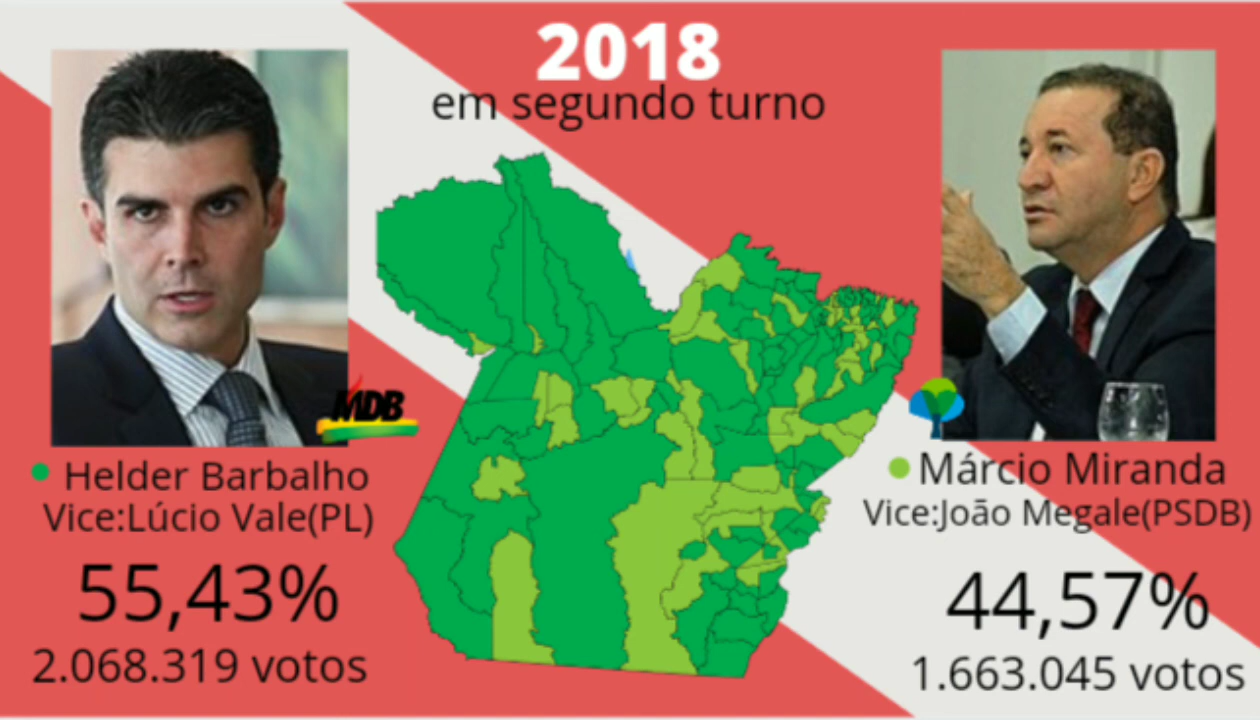 2018
em segundo turno
MDB
Helder Barbalho
Vice:Lúcio Vale(PL)
55,43%
2.068.319 votos
Márcio Miranda
Vice:João Megale(PSDB)
44,57%
1.663.045 votos